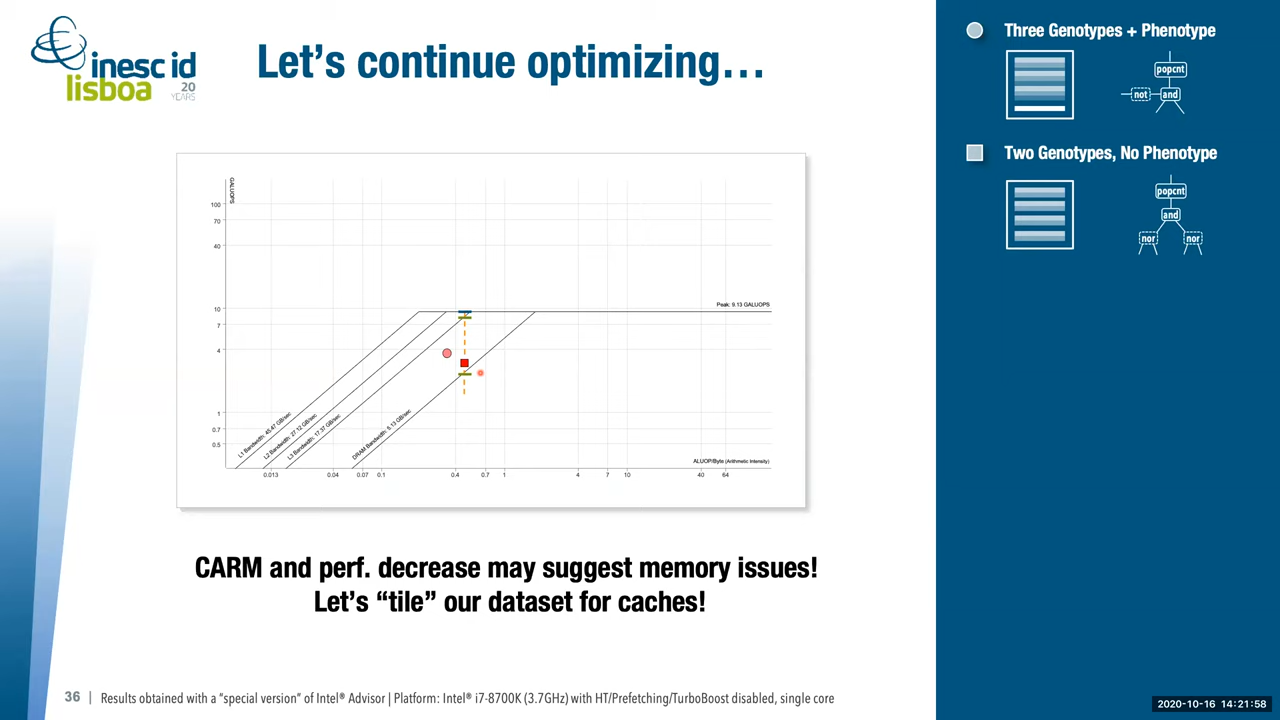 inesc id
lisboa
20
YEARS
Let's continue optimizing…
GALUOPS
100
70
40
10
7
4
1
0.7
0.5
Peak: 9.13 GALUOPS
L1 Bandwidth: 45.47 GB/sec
L2 Bandwidth: 27.12 GB/sec
L3 Bandwidth: 17.37 GB/sec
DRAM Bandwidth: 5.13 GB/sec
ALUOP/Byte (Arithmetic Intensity)
0.013 0.04 0.07 0.1 0.4 0.7 1 4 7 10 40 64
CARM and perf. decrease may suggest memory issues!
Let's “tile” our dataset for caches!
36 | Results obtained with a “special version” of Intel® Advisor | Platform: Intel® i7-8700K (3.7GHz) with HT/Prefetching/TurboBoost disabled, single core
Three Genotypes + Phenotype
popcnt
not and
Two Genotypes, No Phenotype
popcnt
and
nor nor
2020-10-16 14:21:58